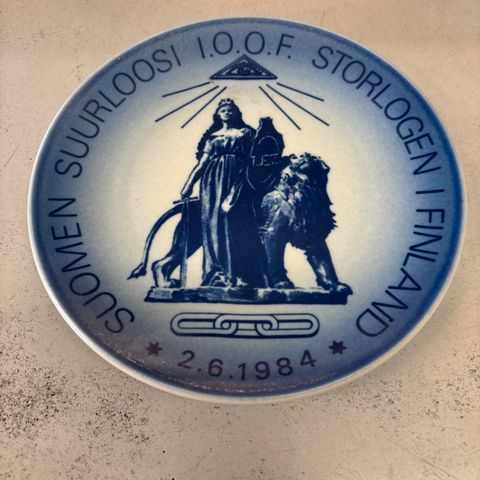 SUOMEN SUURLOOSI I.O.O.F. STORLOGEN I FINLAND
★ 2.6.1984 ★